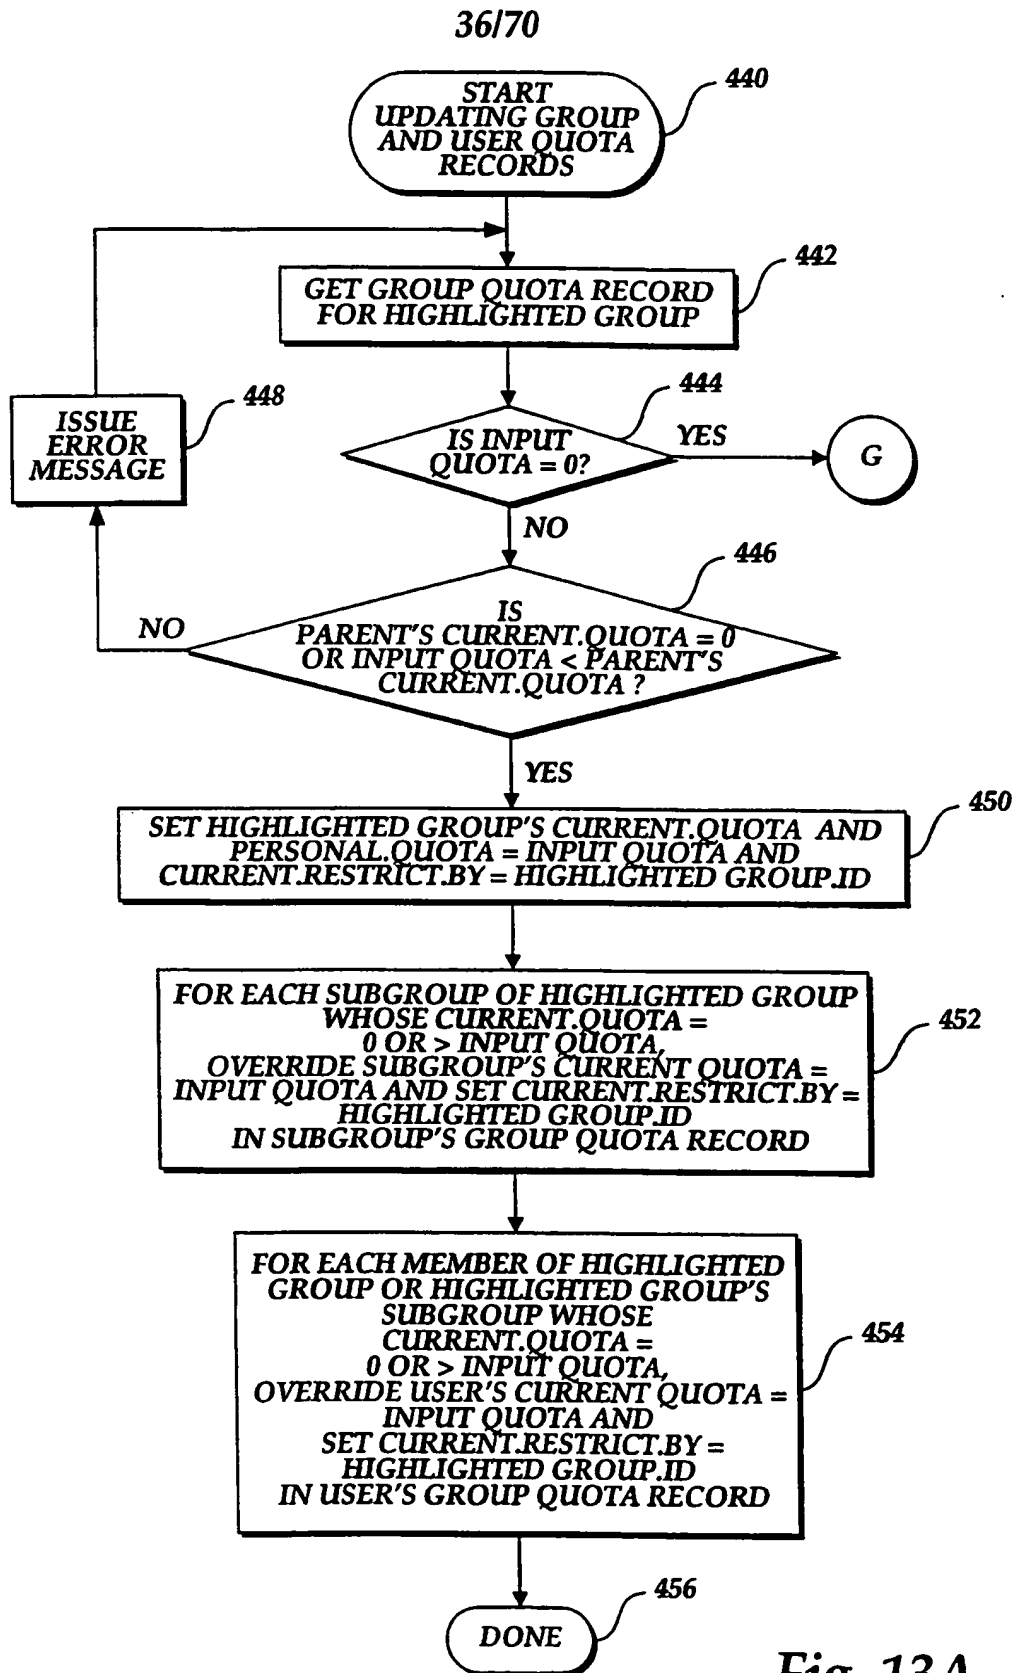 36/70
START
UPDATING GROUP
AND USER QUOTA
RECORDS
440
GET GROUP QUOTA RECORD
FOR HIGHLIGHTED GROUP
442
IS INPUT
QUOTA = 0?
444
YES
G
NO
ISSUE
ERROR
MESSAGE
448
IS
PARENT'S CURRENT.QUOTA = 0
OR INPUT QUOTA < PARENT'S
CURRENT.QUOTA ?
446
NO
YES
SET HIGHLIGHTED GROUP'S CURRENT.QUOTA AND
PERSONAL.QUOTA = INPUT QUOTA AND
CURRENT.RESTRICT.BY = HIGHLIGHTED GROUP.ID
450
FOR EACH SUBGROUP OF HIGHLIGHTED GROUP
WHOSE CURRENT.QUOTA =
0 OR > INPUT QUOTA,
OVERRIDE SUBGROUP'S CURRENT QUOTA =
INPUT QUOTA AND SET CURRENT.RESTRICT.BY =
HIGHLIGHTED GROUP.ID
IN SUBGROUP'S GROUP QUOTA RECORD
452
FOR EACH MEMBER OF HIGHLIGHTED
GROUP OR HIGHLIGHTED GROUP'S
SUBGROUP WHOSE
CURRENT.QUOTA =
0 OR > INPUT QUOTA,
OVERRIDE USER'S CURRENT QUOTA =
INPUT QUOTA AND
SET CURRENT.RESTRICT.BY =
HIGHLIGHTED GROUP.ID
IN USER'S GROUP QUOTA RECORD
454
DONE
456
Fig. 13A